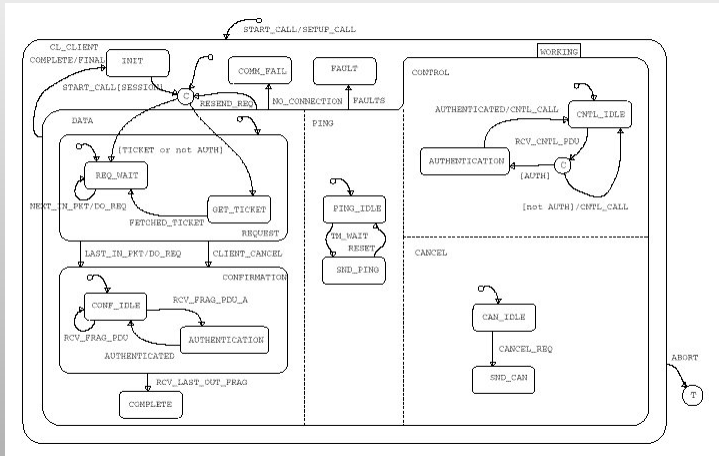 START_CALL/SETUP_CALL
CL_CLIENT
WORKING
COMPLETE/FINAL
INIT
COMM_FAIL
FAULT
CONTROL
START_CALL[SESSION]
C
RESEND_REQ
NO_CONNECTION
FAULTS
AUTHENTICATED/CNTL_CALL
CNTL_IDLE
DATA
PING
RCV_CNTL_PDU
[TICKET or not AUTH]
AUTHENTICATION
C
[AUTH]
REQ_WAIT
NEXT_IN_PKT/DO_REQ
GET_TICKET
FETCHED_TICKET
PING_IDLE
[not AUTH]/CNTL_CALL
REQUEST
TM_WAIT
RESET
LAST_IN_PKT/DO_REQ
CLIENT_CANCEL
CANCEL
SND_PING
CONFIRMATION
CONF_IDLE
RCV_FRAG_PDU_A
CAN_IDLE
RCV_FRAG_PDU
AUTHENTICATION
AUTHENTICATED
CANCEL_REQ
ABORT
RCV_LAST_OUT_FRAG
SND_CAN
COMPLETE
T